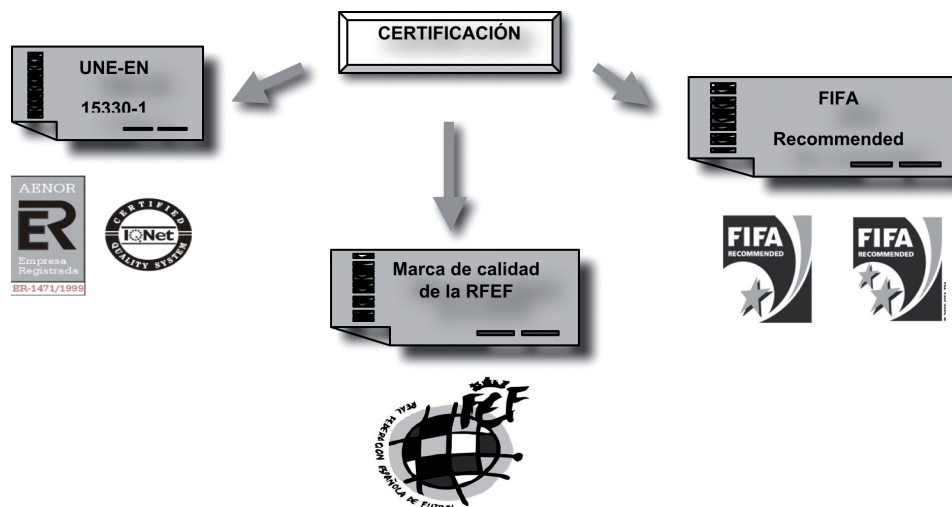 CERTIFICACIÓN
UNE-EN
15330-1
FIFA
Recommended
AENOR
ER
Empresa
Registrada
ER-1471/1999
CERTIFIED
IQNet
QUALITY SYSTEM
FIFA
RECOMMENDED
FIFA
RECOMMENDED
Marca de calidad
de la RFEF
REAL FEDERACION ESPAÑOLA DE FUTBOL